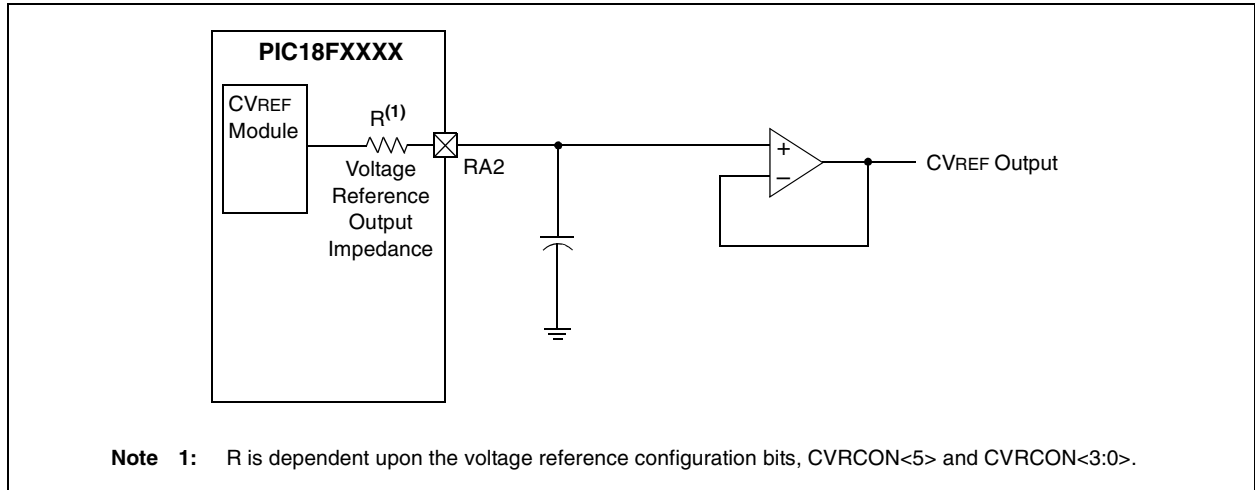 PIC18FXXXX
CVREF
Module
R(1)
Voltage
Reference
Output
Impedance
RA2
+
–
CVREF Output
Note 1: R is dependent upon the voltage reference configuration bits, CVRCON<5> and CVRCON<3:0>.